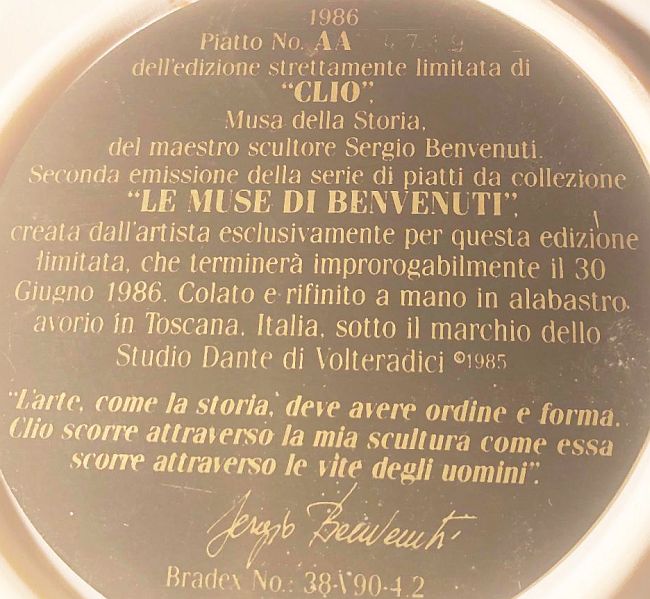 1986
Piatto No. AA 4719
dell'edizione strettamente limitata di
"CLIO",
Musa della Storia,
del maestro scultore Sergio Benvenuti.
Seconda emissione della serie di piatti da collezione
"LE MUSE DI BENVENUTI",
creata dall'artista esclusivamente per questa edizione
limitata, che terminerà improrogabilmente il 30
Giugno 1986. Colato e rifinito a mano in alabastro
avorio in Toscana, Italia, sotto il marchio dello
Studio Dante di Volteradici ©1985
"L'arte, come la storia, deve avere ordine e forma.
Clio scorre attraverso la mia scultura come essa
scorre attraverso le vite degli uomini".
Sergio Benvenuti
Bradex No.: 38-V90-4.2